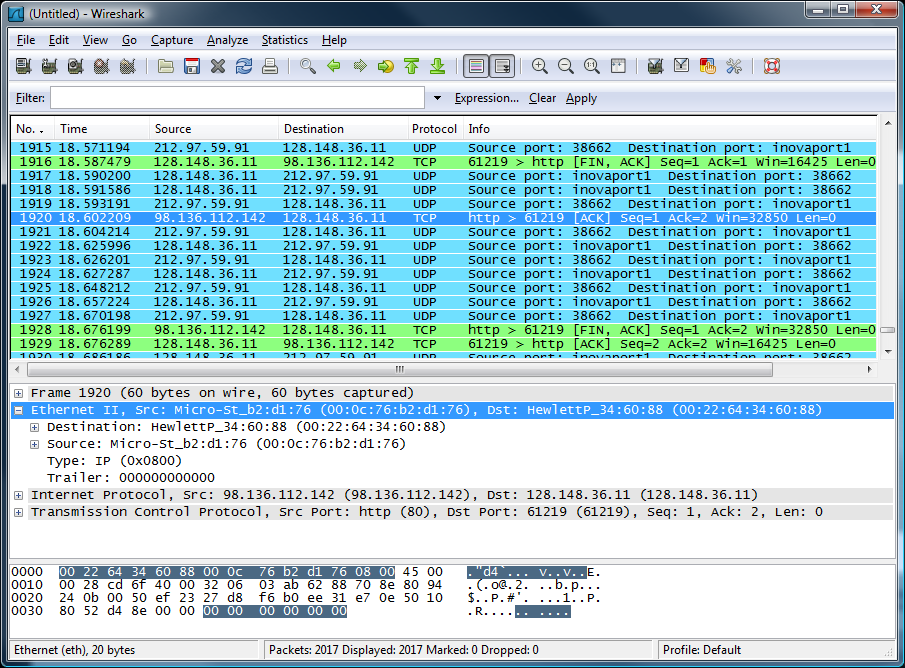 (Untitled) - Wireshark
File Edit View Go Capture Analyze Statistics Help
Filter: Expression... Clear Apply
No. . Time Source Destination Protocol Info
1915 18.571194 212.97.59.91 128.148.36.11 UDP Source port: 38662 Destination port: inovaport1
1916 18.587479 128.148.36.11 98.136.112.142 TCP 61219 > http [FIN, ACK] Seq=1 Ack=1 Win=16425 Len=0
1917 18.590200 128.148.36.11 212.97.59.91 UDP Source port: inovaport1 Destination port: 38662
1918 18.591586 128.148.36.11 212.97.59.91 UDP Source port: inovaport1 Destination port: 38662
1919 18.593191 128.148.36.11 212.97.59.91 UDP Source port: inovaport1 Destination port: 38662
1920 18.602209 98.136.112.142 128.148.36.11 TCP http > 61219 [ACK] Seq=1 Ack=2 Win=32850 Len=0
1921 18.604214 128.148.36.11 212.97.59.91 UDP Source port: inovaport1 Destination port: 38662
1922 18.625996 212.97.59.91 128.148.36.11 UDP Source port: 38662 Destination port: inovaport1
1923 18.626201 128.148.36.11 212.97.59.91 UDP Source port: inovaport1 Destination port: 38662
1924 18.627287 128.148.36.11 212.97.59.91 UDP Source port: inovaport1 Destination port: 38662
1925 18.648212 212.97.59.91 128.148.36.11 UDP Source port: 38662 Destination port: inovaport1
1926 18.657224 128.148.36.11 212.97.59.91 UDP Source port: inovaport1 Destination port: 38662
1927 18.670198 212.97.59.91 128.148.36.11 UDP Source port: 38662 Destination port: inovaport1
1928 18.676199 98.136.112.142 128.148.36.11 TCP http > 61219 [FIN, ACK] Seq=1 Ack=2 Win=32850 Len=0
1929 18.676289 128.148.36.11 98.136.112.142 TCP 61219 > http [ACK] Seq=2 Ack=2 Win=16425 Len=0
1930 18.686186 128.148.36.11 212.97.59.91 UDP Source port: inovaport1 Destination port: 38662
Frame 1920 (60 bytes on wire, 60 bytes captured)
Ethernet II, Src: Micro-St_b2:d1:76 (00:0c:76:b2:d1:76), Dst: HewlettP_34:60:88 (00:22:64:34:60:88)
Destination: HewlettP_34:60:88 (00:22:64:34:60:88)
Source: Micro-St_b2:d1:76 (00:0c:76:b2:d1:76)
Type: IP (0x0800)
Trailer: 000000000000
Internet Protocol, Src: 98.136.112.142 (98.136.112.142), Dst: 128.148.36.11 (128.148.36.11)
Transmission Control Protocol, Src Port: http (80), Dst Port: 61219 (61219), Seq: 1, Ack: 2, Len: 0
0000 00 22 64 34 60 88 00 0c 76 b2 d1 76 08 00 45 00 ."d4`... v..v..E.
0010 00 28 cd 6f 40 00 32 06 03 ab 62 88 70 8e 80 94 .(.o@.2. ..b.p...
0020 24 0b 00 50 ef 23 27 d8 f6 b0 ee 31 e7 0e 50 10 $..P.#'. ...1..P.
0030 80 52 d4 8e 00 00 00 00 00 00 00 00 .R...... ....
Ethernet (eth), 20 bytes Packets: 2017 Displayed: 2017 Marked: 0 Dropped: 0 Profile: Default